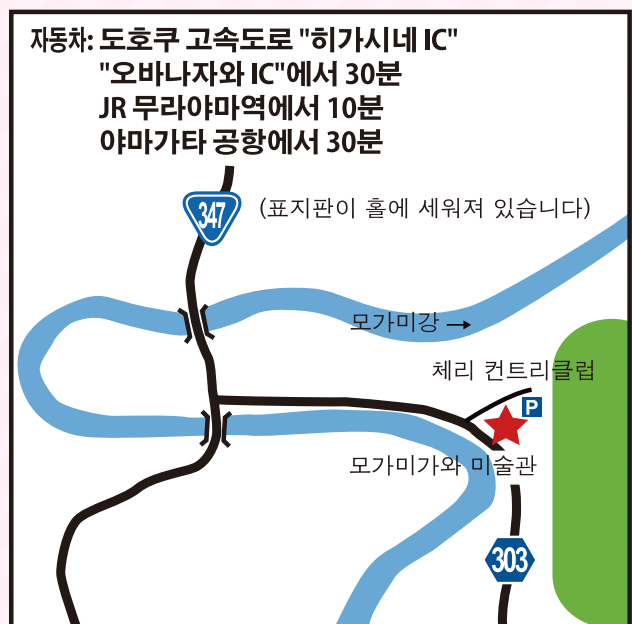 자동차: 도호쿠 고속도로 "히가시네 IC"
"오바나자와 IC"에서 30분
JR 무라야마역에서 10분
야마가타 공항에서 30분
347
(표지판이 홀에 세워져 있습니다)
모가미강 →
체리 컨트리클럽
P
모가미가와 미술관
303